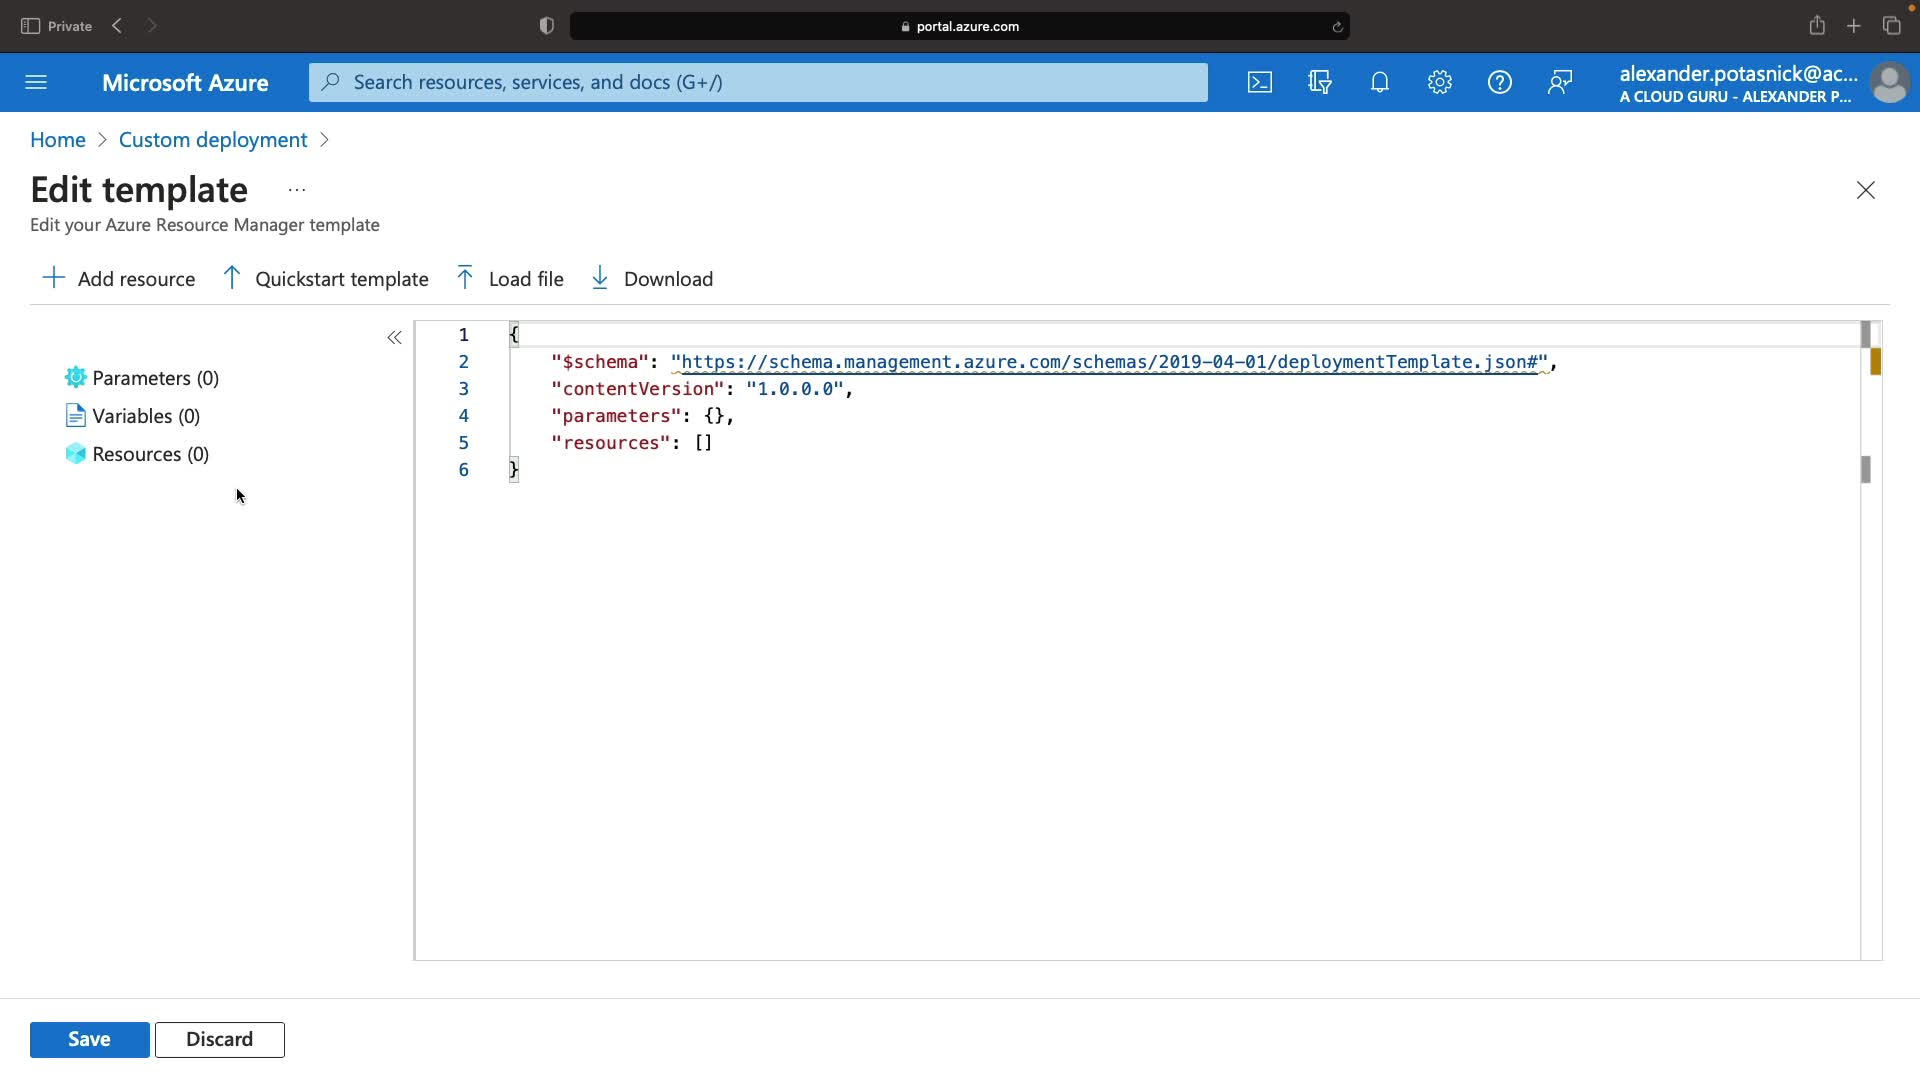 Private
portal.azure.com
Microsoft Azure
Search resources, services, and docs (G+/)
alexander.potasnick@ac...
A CLOUD GURU - ALEXANDER P...
Home > Custom deployment >
Edit template ...
Edit your Azure Resource Manager template
Add resource
Quickstart template
Load file
Download
Parameters (0)
Variables (0)
Resources (0)
1 {
2 "$schema": "https://schema.management.azure.com/schemas/2019-04-01/deploymentTemplate.json#",
3 "contentVersion": "1.0.0.0",
4 "parameters": {},
5 "resources": []
6 }
Save
Discard